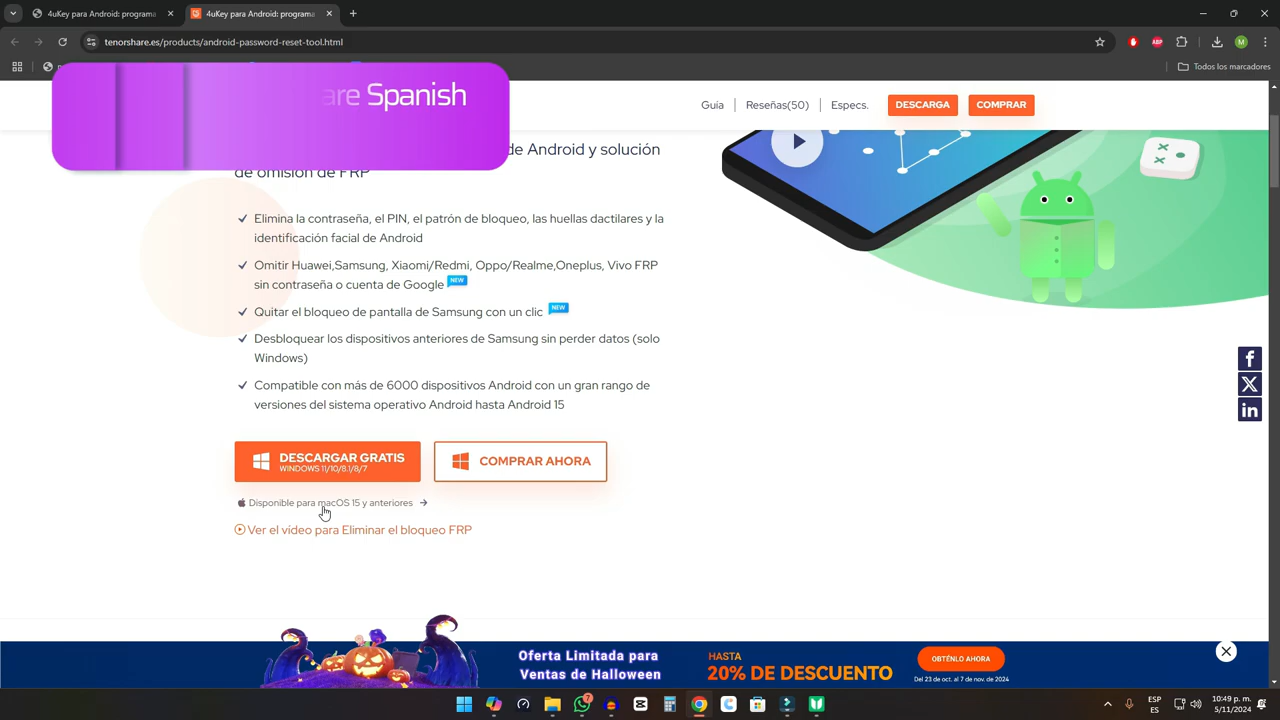 4uKey para Android: programa
4uKey para Android: programa
tenorshare.es/products/android-password-reset-tool.html
ABP
M
Todos los marcadores
are Spanish
Guía
Reseñas(50)
Especs.
DESCARGA
COMPRAR
de Android y solución
de omisión de FRP
Elimina la contraseña, el PIN, el patrón de bloqueo, las huellas dactilares y la
identificación facial de Android
Omitir Huawei,Samsung, Xiaomi/Redmi, Oppo/Realme,Oneplus, Vivo FRP
sin contraseña o cuenta de Google NEW
Quitar el bloqueo de pantalla de Samsung con un clic NEW
Desbloquear los dispositivos anteriores de Samsung sin perder datos (solo
Windows)
Compatible con más de 6000 dispositivos Android con un gran rango de
versiones del sistema operativo Android hasta Android 15
DESCARGAR GRATIS
WINDOWS 11/10/8.1/8/7
COMPRAR AHORA
Disponible para macOS 15 y anteriores
Ver el vídeo para Eliminar el bloqueo FRP
Oferta Limitada para
Ventas de Halloween
HASTA
20% DE DESCUENTO
OBTÉNLO AHORA
Del 23 de oct. al 7 de nov. de 2024
7
ESP
ES
10:49 p. m.
5/11/2024